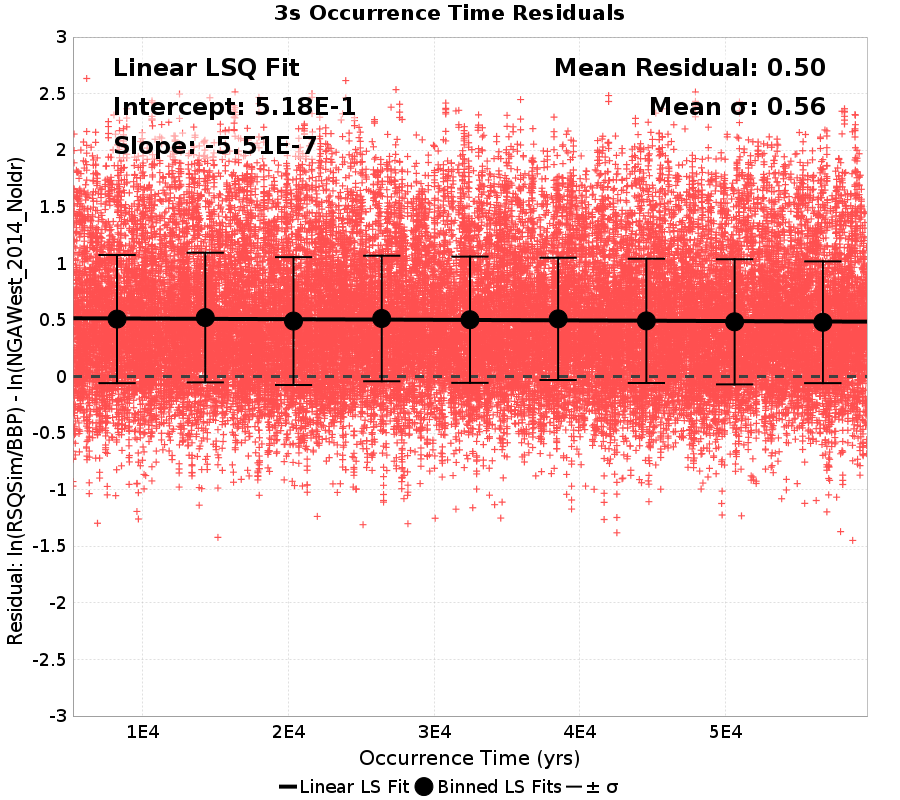 3s Occurrence Time Residuals
Linear LSQ Fit
Intercept: 5.18E-1
Slope: -5.51E-7
Mean Residual: 0.50
Mean σ: 0.56
Residual: ln(RSQSim/BBP) - ln(NGAWest_2014_NoIdr)
3
2.5
2
1.5
1
0.5
0
-0.5
-1
-1.5
-2
-2.5
-3
1E4 2E4 3E4 4E4 5E4
Occurrence Time (yrs)
Linear LS Fit Binned LS Fits ± σ